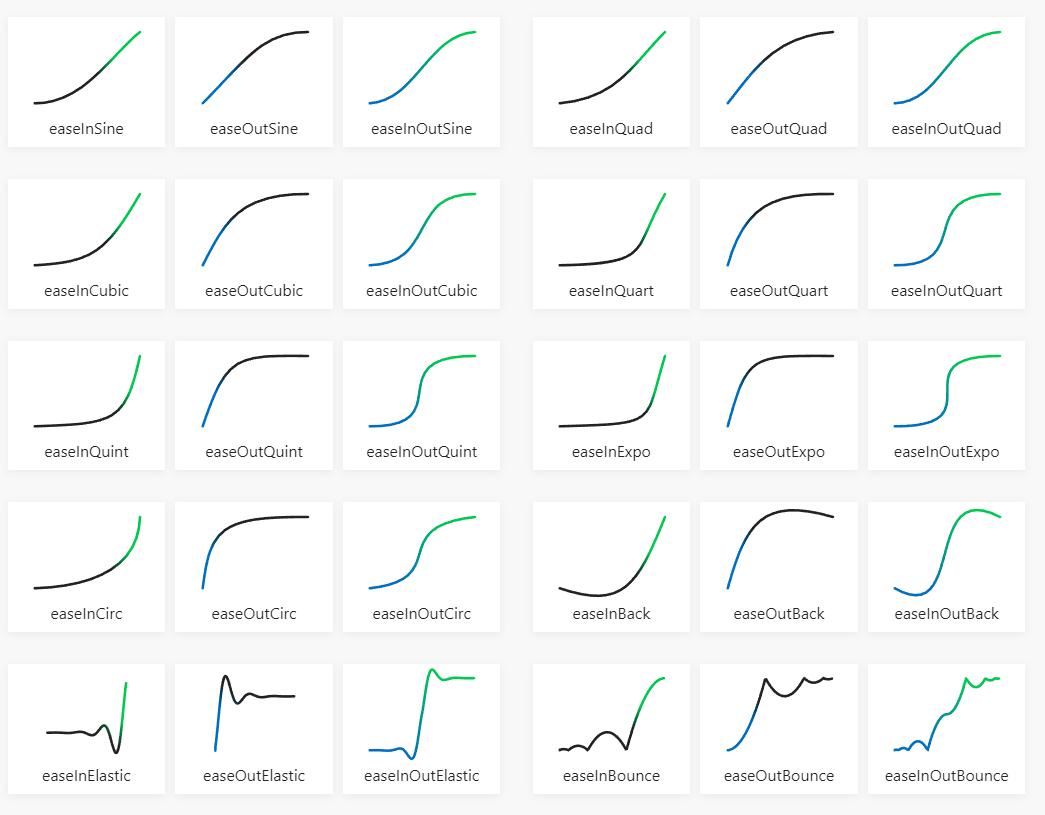 easeInSine
easeOutSine
easeInOutSine
easeInQuad
easeOutQuad
easeInOutQuad
easeInCubic
easeOutCubic
easeInOutCubic
easeInQuart
easeOutQuart
easeInOutQuart
easeInQuint
easeOutQuint
easeInOutQuint
easeInExpo
easeOutExpo
easeInOutExpo
easeInCirc
easeOutCirc
easeInOutCirc
easeInBack
easeOutBack
easeInOutBack
easeInElastic
easeOutElastic
easeInOutElastic
easeInBounce
easeOutBounce
easeInOutBounce